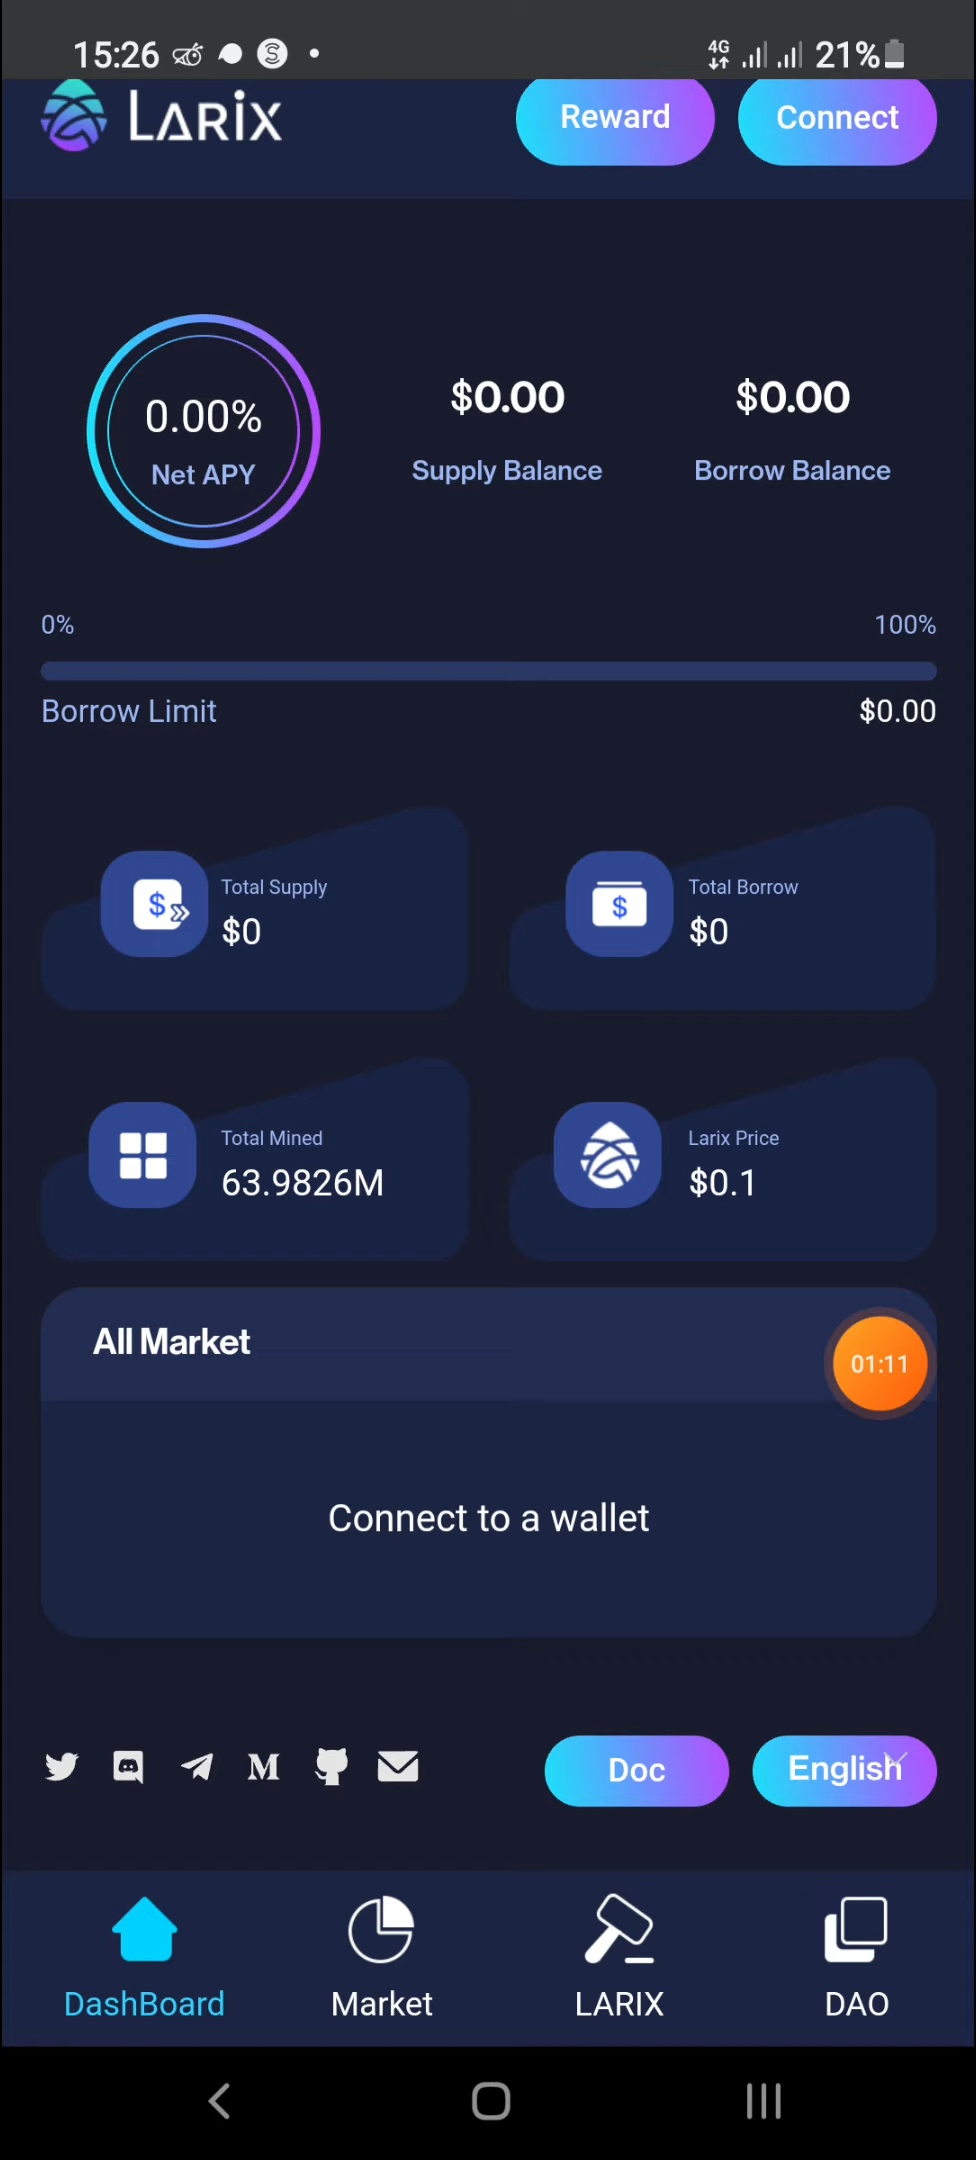 15:26 4G 21%
LARIX Reward Connect
0.00%
Net APY
$0.00 $0.00
Supply Balance Borrow Balance
0% 100%
Borrow Limit $0.00
Total Supply
$0
Total Borrow
$0
Total Mined
63.9826M
Larix Price
$0.1
All Market
01:11
Connect to a wallet
Doc English
DashBoard Market LARIX DAO